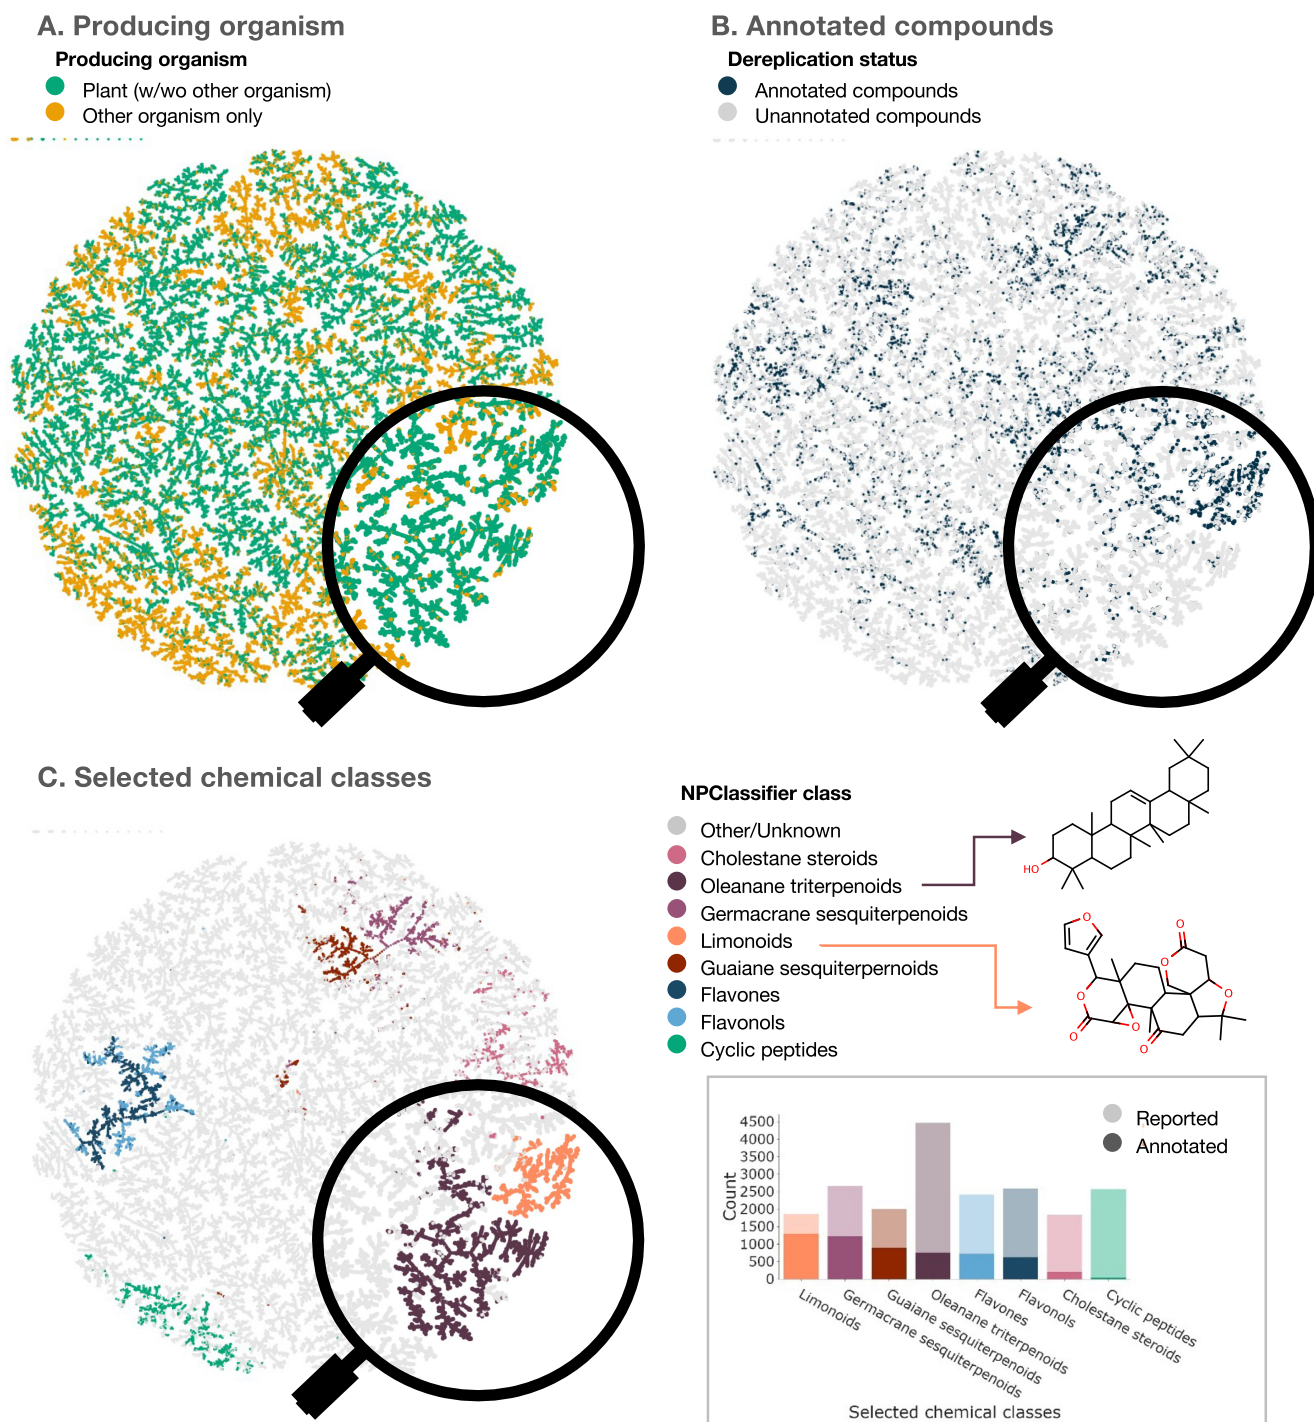 A. Producing organism
Producing organism
Plant (w/wo other organism)
Other organism only
B. Annotated compounds
Dereplication status
Annotated compounds
Unannotated compounds
C. Selected chemical classes
NPClassifier class
Other/Unknown
Cholestane steroids
Oleanane triterpenoids
Germacrane sesquiterpenoids
Limonoids
Guaiane sesquiterpernoids
Flavones
Flavonols
Cyclic peptides
HO
O
O
O
O
O
O
O
O
Reported
Annotated
Count
4500
4000
3500
3000
2500
2000
1500
1000
500
0
Limonoids
Germacrane sesquiterpenoids
Guaiane sesquiterpenoids
Oleanane triterpenoids
Flavones
Flavonols
Cholestane steroids
Cyclic peptides
Selected chemical classes